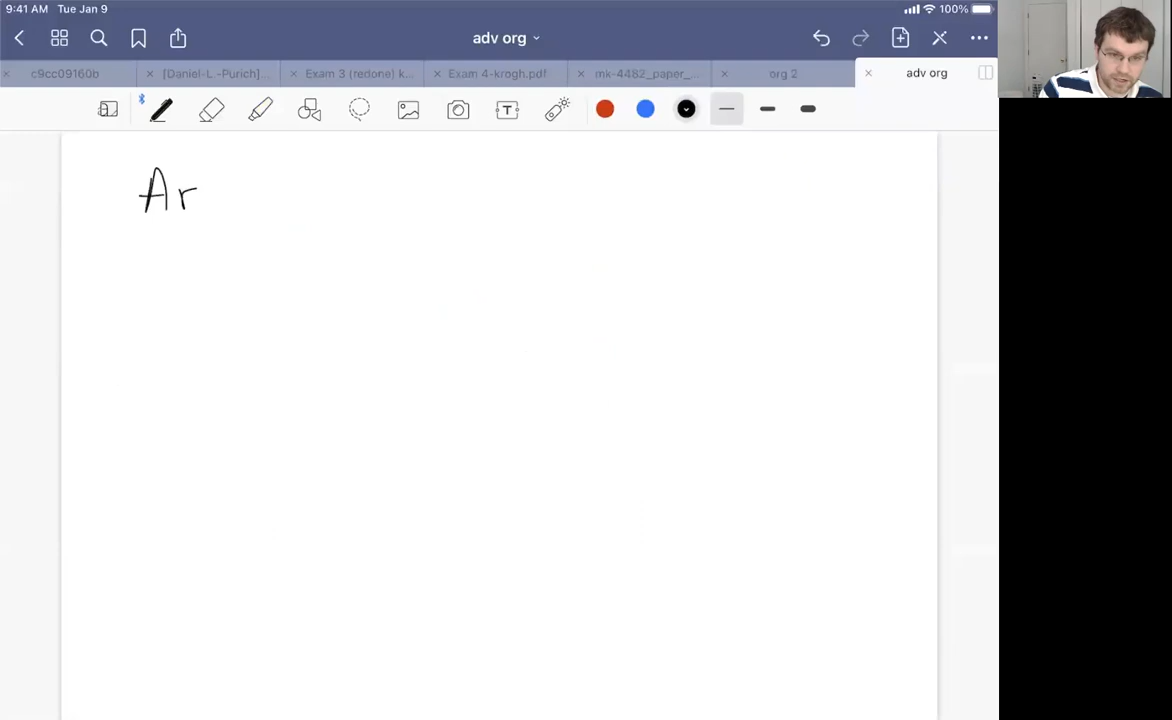 9:41 AM Tue Jan 9 100%
adv org
c9cc09160b [Daniel-L.-Purich]... Exam 3 (redone) k... Exam 4-krogh.pdf mk-4482_paper_... org 2 adv org
Ar